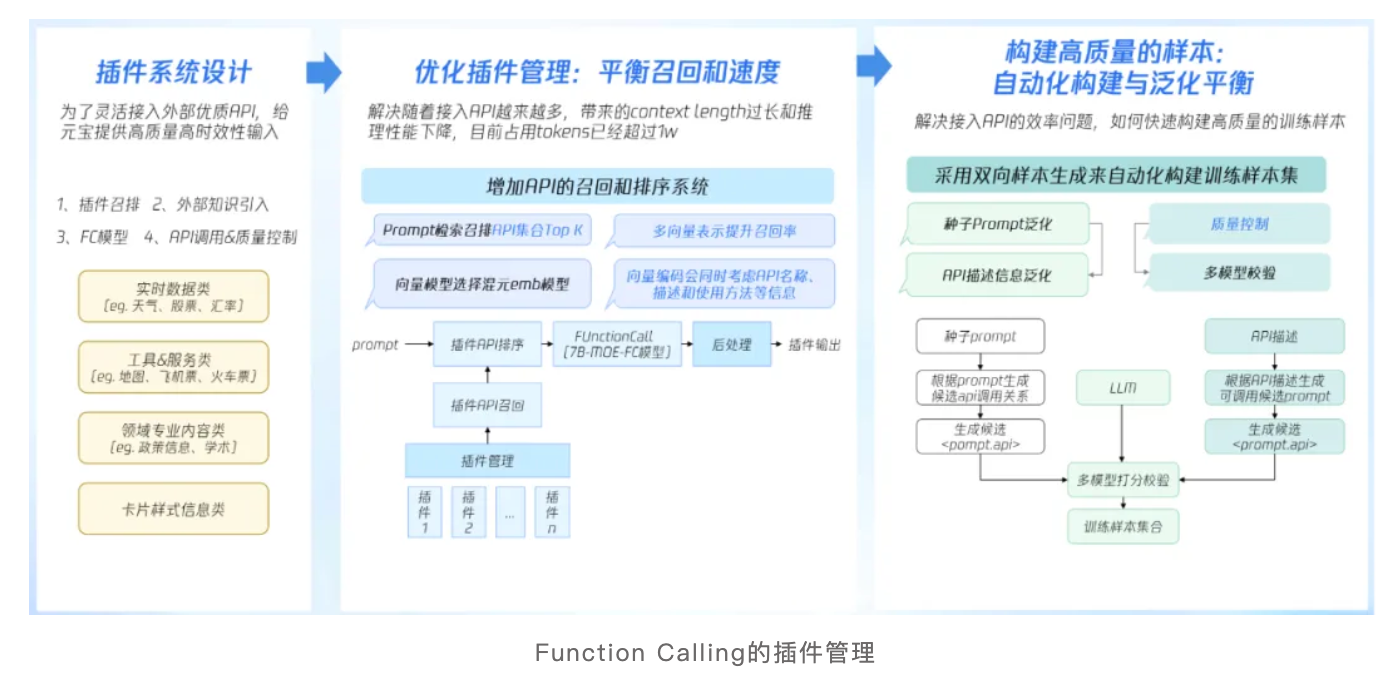 插件系统设计
为了灵活接入外部优质API，给
元宝提供高质量高时效性输入
1、插件召排 2、外部知识引入
3、FC模型 4、API调用&质量控制
实时数据类
[eg. 天气、股票、汇率]
工具&服务类
[eg. 地图、飞机票、火车票]
领域专业内容类
[eg. 政策信息、学术]
卡片样式信息类
优化插件管理：平衡召回和速度
解决随着接入API越来越多，带来的context length过长和推
理性能下降，目前占用tokens已经超过1w
增加API的召回和排序系统
Prompt检索召排API集合Top K
多向量表示提升召回率
向量模型选择混元emb模型
向量编码会同时考虑API名称、
描述和使用方法等信息
prompt
插件API排序
FUnctionCall
[7B-MOE-FC模型]
后处理
插件输出
插件API召回
插件管理
插件1
插件2
...
插件n
构建高质量的样本：
自动化构建与泛化平衡
解决接入API的效率问题，如何快速构建高质量的训练样本
采用双向样本生成来自动化构建训练样本集
种子Prompt泛化
质量控制
API描述信息泛化
多模型校验
种子prompt
API描述
根据prompt生成
候选api调用关系
LLM
根据API描述生成
可调用候选prompt
生成候选
<pompt.api>
生成候选
<prompt.api>
多模型打分校验
训练样本集合
Function Calling的插件管理